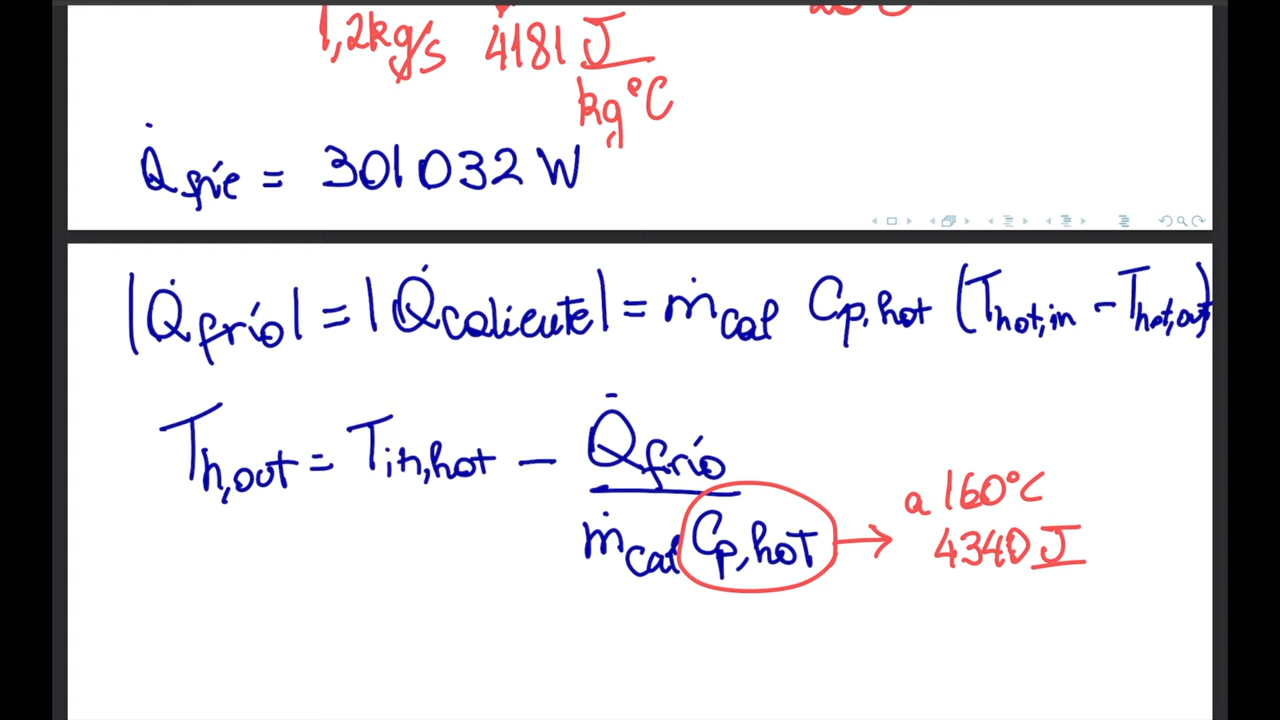 1,2kg/s 4181 J
kg°C
Q̇frío = 301032 W
|Q̇frío| = |Q̇caliente| = ṁcal Cp,hot (Thot,in - Thot,out)
Th,out = Tin,hot - Q̇frío
ṁcal Cp,hot → a 160°C
4340 J